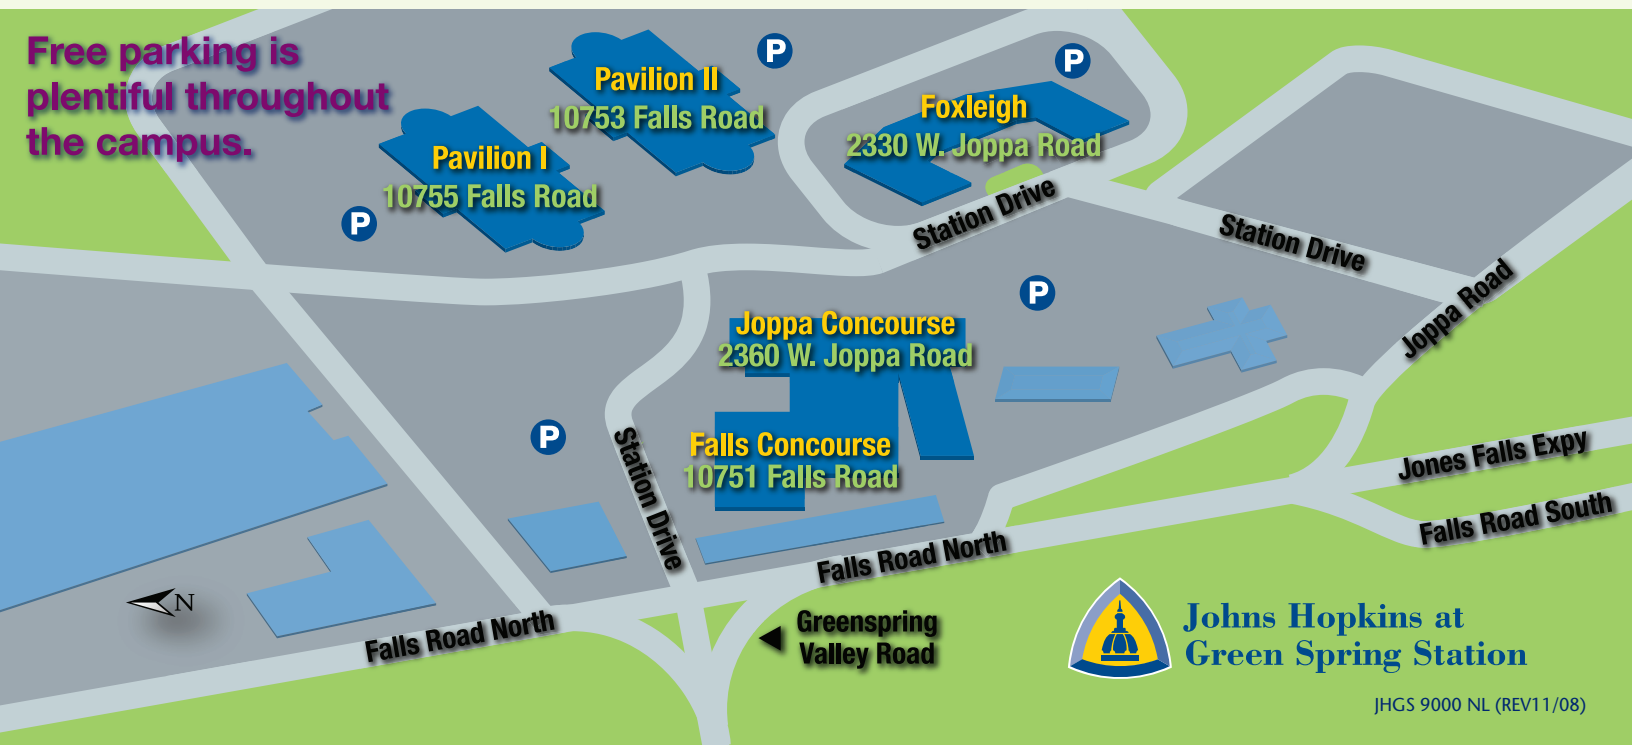 Free parking is
plentiful throughout
the campus.
P
P
Pavilion II
10753 Falls Road
Foxleigh
2330 W. Joppa Road
Pavilion I
10755 Falls Road
P
Station Drive
Station Drive
P
Joppa Road
Joppa Concourse
2360 W. Joppa Road
P
Station Drive
Falls Concourse
10751 Falls Road
Jones Falls Expy
Falls Road South
Falls Road North
N
Falls Road North
Greenspring
Valley Road
Johns Hopkins at
Green Spring Station
JHGS 9000 NL (REV11/08)